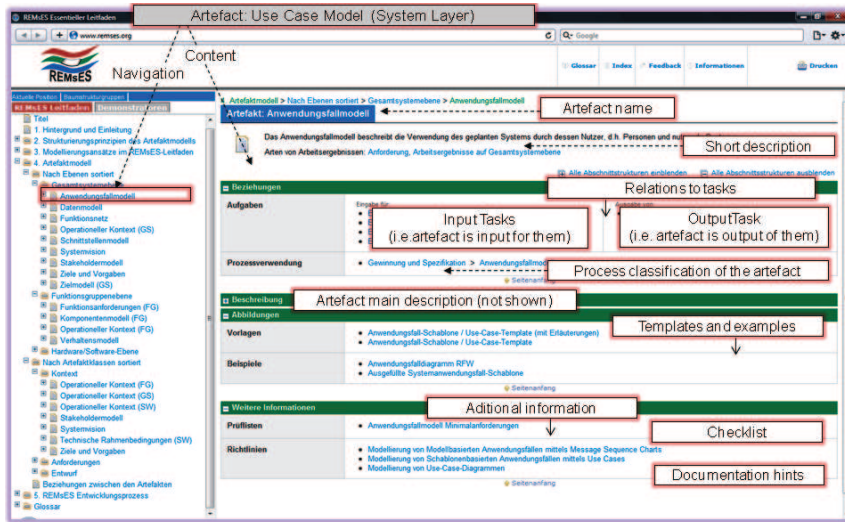 REMsES Essentieller Leitfaden
Artefact: Use Case Model (System Layer)
www.remses.org
Google
Content
Navigation
REMsES
Glossar
Index
Feedback
Informationen
Drucken
Aktuelle Position
Baumstrukturgruppen
REMsES Leitfaden
Demonstratoren
Titel
1. Hintergrund und Einleitung
2. Strukturierungsprinzipien des Artefaktmodells
3. Modellierungsansätze im REMsES-Leitfaden
4. Artefaktmodell
Nach Ebenen sortiert
Gesamtsystemebene
Anwendungsfallmodell
Datenmodell
Funktionsnetz
Operationeller Kontext (GS)
Schnittstellenmodell
Systemvision
Stakeholdermodell
Ziele und Vorgaben
Zielmodell (GS)
Funktionsgruppenebene
Funktionsanforderungen (FG)
Komponentenmodell (FG)
Operationeller Kontext (FG)
Verhaltensmodell
Hardware/Software-Ebene
Nach Artefaktklassen sortiert
Kontext
Operationeller Kontext (FG)
Operationeller Kontext (GS)
Operationeller Kontext (SW)
Stakeholdermodell
Systemvision
Technische Rahmenbedingungen (SW)
Ziele und Vorgaben
Anforderungen
Entwurf
Beziehungen zwischen den Artefakten
5. REMsES Entwicklungsprozess
Glossar
Artefaktmodell > Nach Ebenen sortiert > Gesamtsystemebene > Anwendungsfallmodell
Artefakt: Anwendungsfallmodell
Artefact name
Das Anwendungsfallmodell beschreibt die Verwendung des geplanten Systems durch dessen Nutzer, d.h. Personen und
Short description
Arten von Arbeitsergebnissen: Anforderung, Arbeitsergebnisse auf Gesamtsystemebene
Alle Abschnittstrukturen einblenden
Alle Abschnittstrukturen ausblenden
Beziehungen
Relations to tasks
Aufgaben
Eingabe für:
Input Tasks
(i.e. artefact is input for them)
OutputTask
(i.e. artefact is output of them)
Prozessverwendung
Gewinnung und Spezifikation >
Process classification of the artefact
Seitenanfang
Beschreibung
Artefact main description (not shown)
Abbildungen
Templates and examples
Vorlagen
Anwendungsfall-Schablone / Use-Case-Template (mit Erläuterungen)
Anwendungsfall-Schablone / Use-Case-Template
Beispiele
Anwendungsfalldiagramm RFW
Ausgefüllte Systemanwendungsfall-Schablone
Seitenanfang
Weitere Informationen
Aditional information
Prüflisten
Anwendungsfallmodell Minimalanforderungen
Checklist
Richtlinien
Modellierung von Modellbasierten Anwendungsfällen mittels Message Sequence Charts
Modellierung von Schablonenbasierten Anwendungsfällen mittels Use Cases
Modellierung von Use-Case-Diagrammen
Documentation hints
Seitenanfang